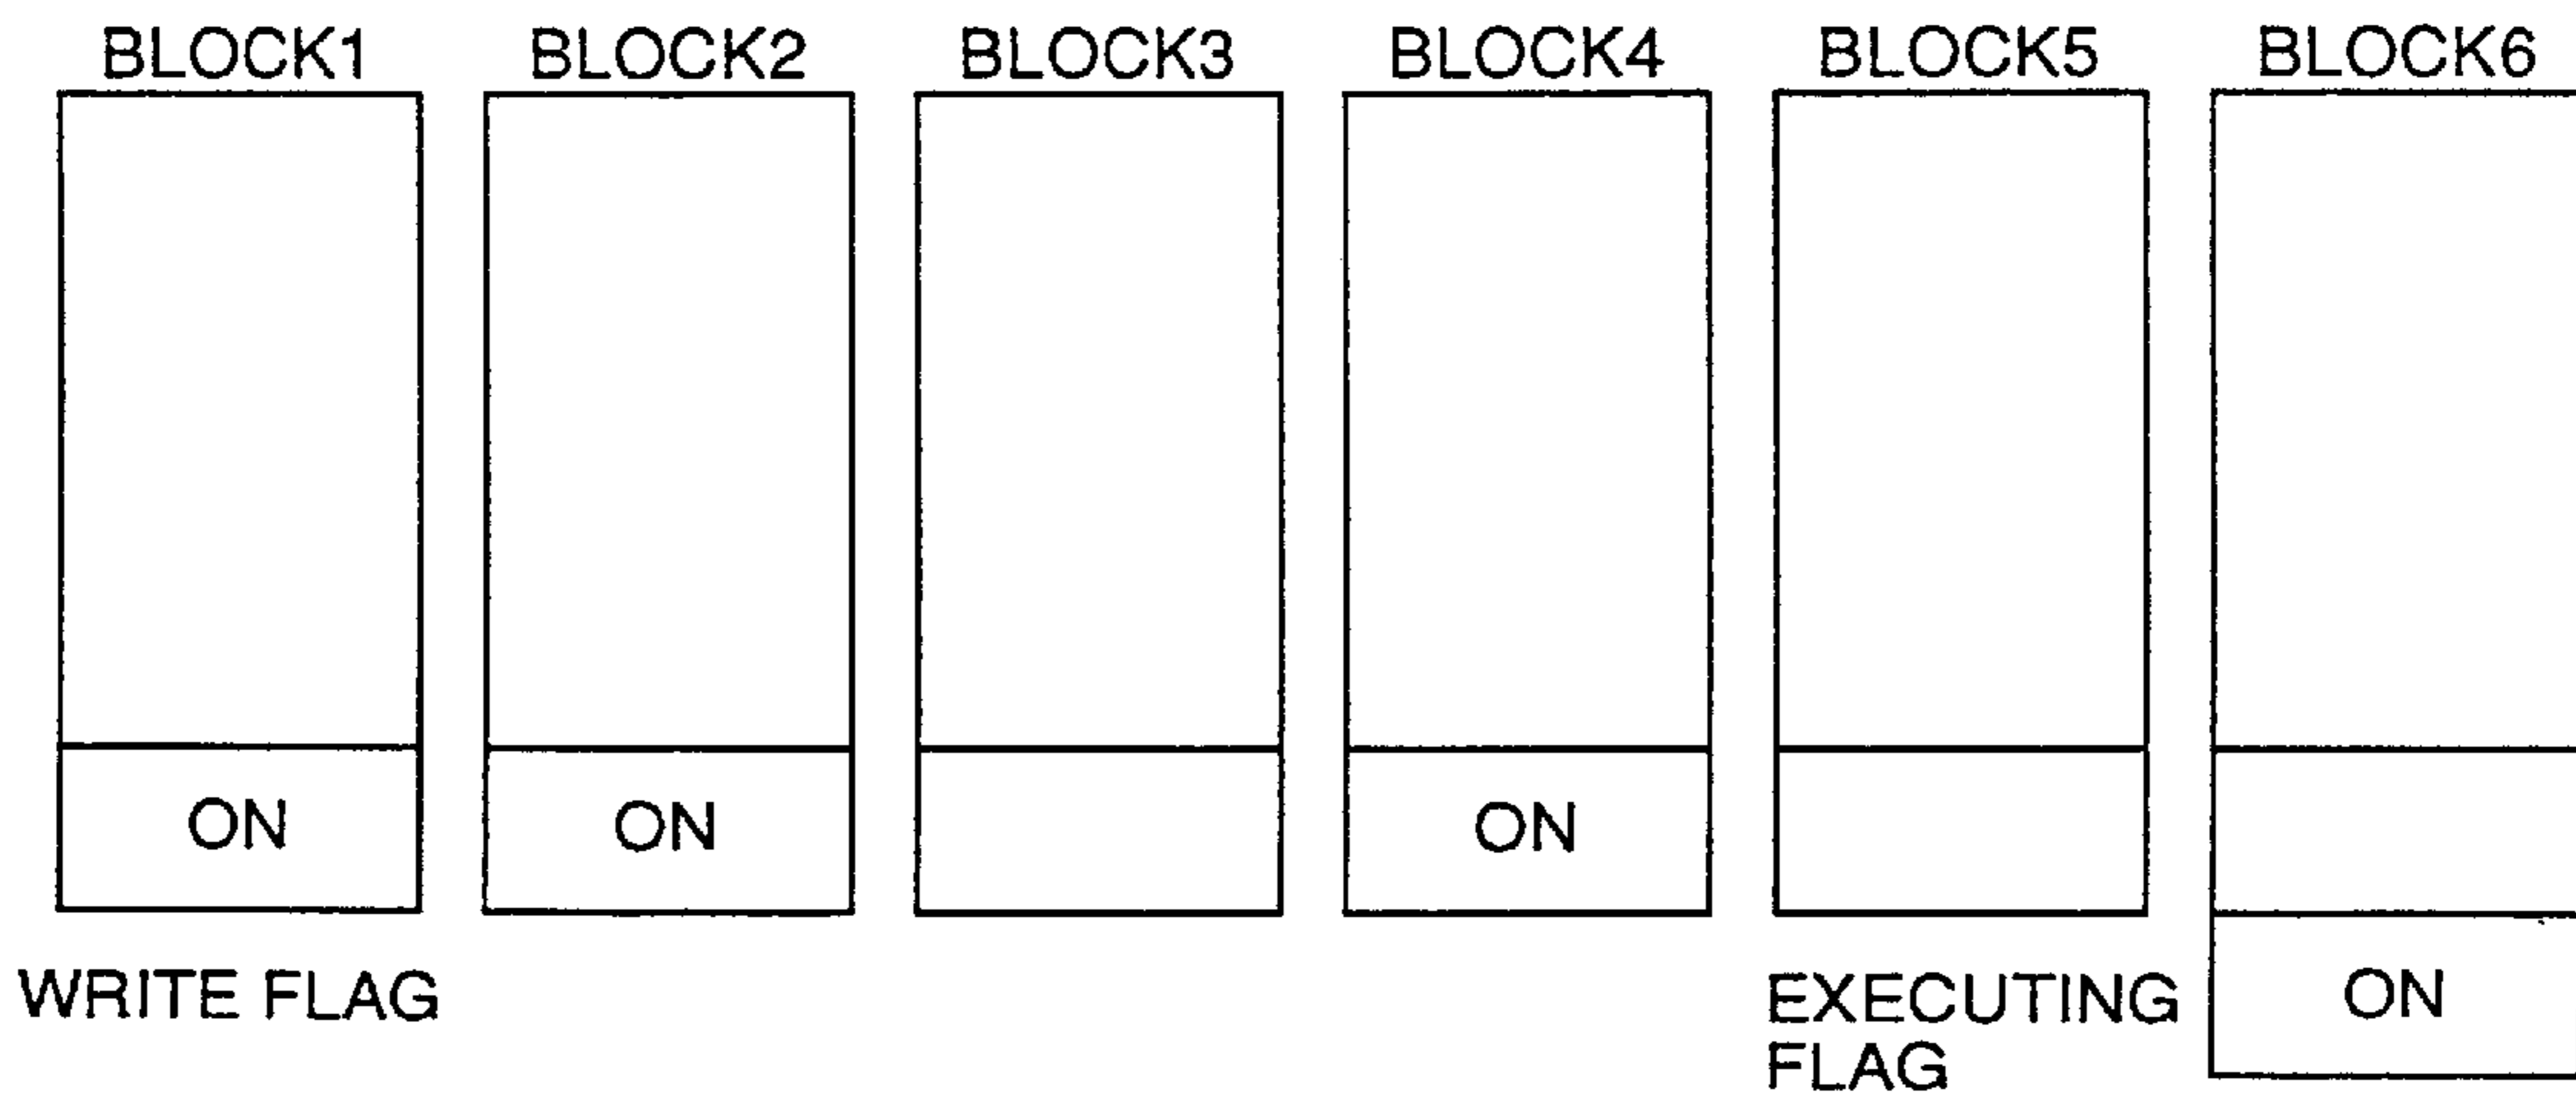 BLOCK1 BLOCK2 BLOCK3 BLOCK4 BLOCK5 BLOCK6
ON ON ON
WRITE FLAG EXECUTING FLAG ON